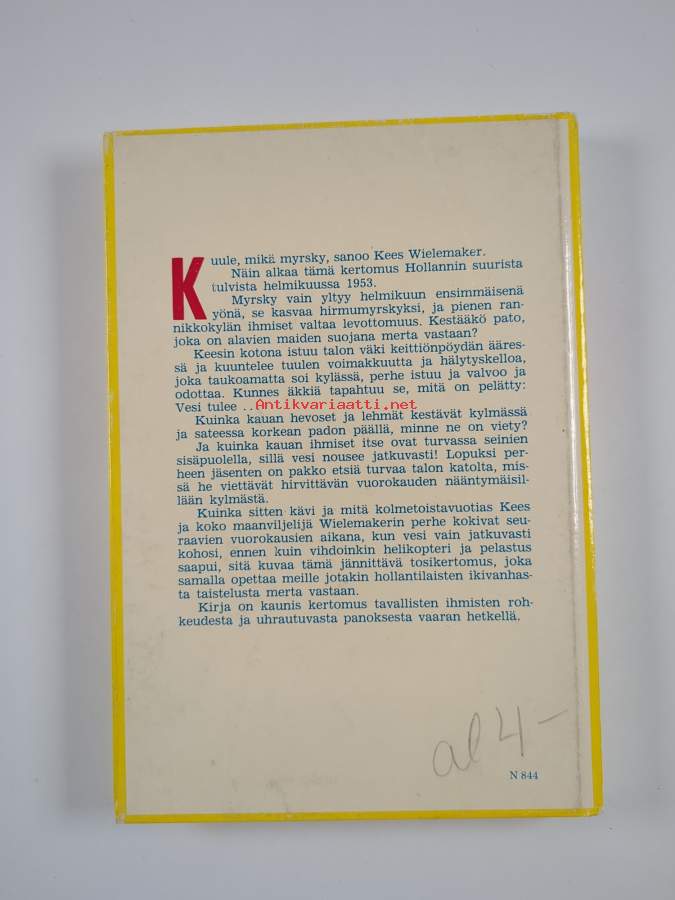 Kuule, mikä myrsky, sanoo Kees Wielemaker.
Näin alkaa tämä kertomus Hollannin suurista
tulvista helmikuussa 1953.
Myrsky vain yltyy helmikuun ensimmäisenä
yönä, se kasvaa hirmumyrskyksi, ja pienen ran-
nikkokylän ihmiset valtaa levottomuus. Kestääkö pato,
joka on alavien maiden suojana merta vastaan?
Keesin kotona istuu talon väki keittiönpöydän ääres-
sä ja kuuntelee tuulen voimakkuutta ja hälytyskelloa,
joka taukoamatta soi kylässä, perhe istuu ja valvoo ja
odottaa. Kunnes äkkiä tapahtuu se, mitä on pelätty:
Vesi tulee ..
Antikvariaatti.net
Kuinka kauan hevoset ja lehmät kestävät kylmässä
ja sateessa korkean padon päällä, minne ne on viety?
Ja kuinka kauan ihmiset itse ovat turvassa seinien
sisäpuolella, sillä vesi nousee jatkuvasti! Lopuksi per-
heen jäsenten on pakko etsiä turvaa talon katolta, mis-
sä he viettävät hirvittävän vuorokauden nääntymäisil-
lään kylmästä.
Kuinka sitten kävi ja mitä kolmetoistavuotias Kees
ja koko maanviljelijä Wielemakerin perhe kokivat seu-
raavien vuorokausien aikana, kun vesi vain jatkuvasti
kohosi, ennen kuin vihdoinkin helikopteri ja pelastus
saapui, sitä kuvaa tämä jännittävä tosikertomus, joka
samalla opettaa meille jotakin hollantilaisten ikivanhas-
ta taistelusta merta vastaan.
Kirja on kaunis kertomus tavallisten ihmisten roh-
keudesta ja uhrautuvasta panoksesta vaaran hetkellä.
al 4-
N 844